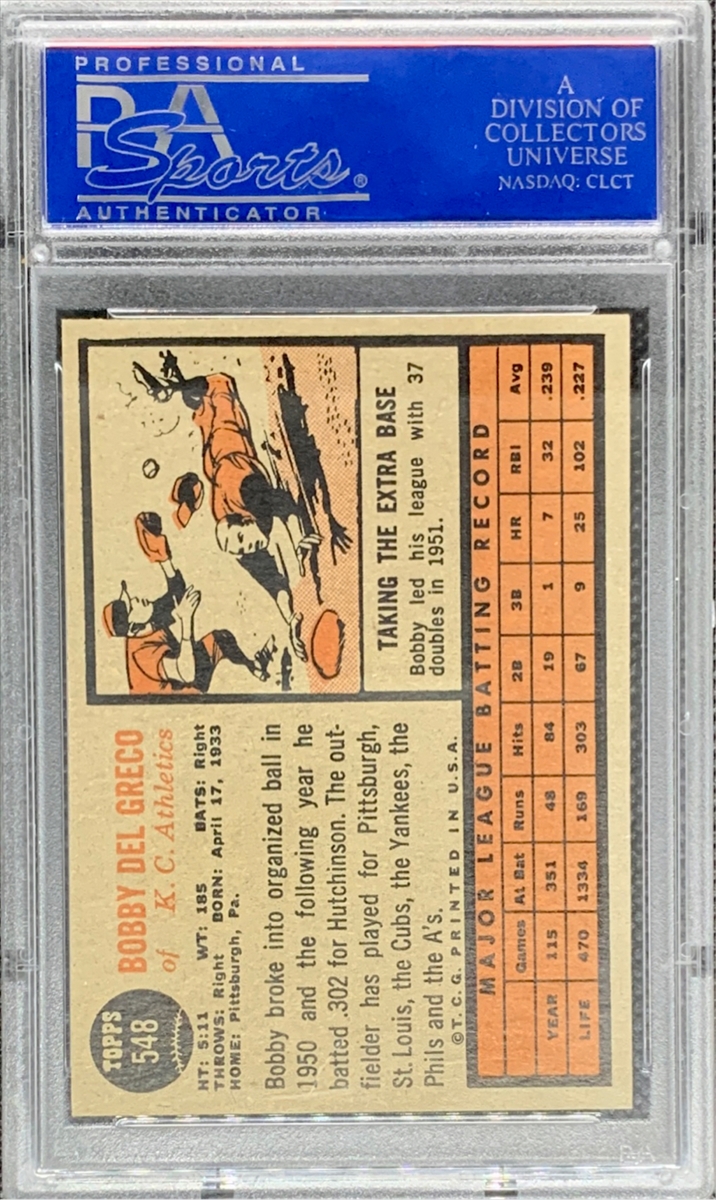 PROFESSIONAL
PSA
Sports®
AUTHENTICATOR
A
DIVISION OF
COLLECTORS
UNIVERSE
NASDAQ: CLCT
TOPPS
548
BOBBY DEL GRECO
of K. C. Athletics
HT: 5:11 WT: 185 BATS: Right
THROWS: Right BORN: April 17, 1933
HOME: Pittsburgh, Pa.
Bobby broke into organized ball in
1950 and the following year he
batted .302 for Hutchinson. The out-
fielder has played for Pittsburgh,
St. Louis, the Cubs, the Yankees, the
Phils and the A's.
©T.C.G. PRINTED IN U.S.A.
TAKING THE EXTRA BASE
Bobby led his league with 37
doubles in 1951.
MAJOR LEAGUE BATTING RECORD
Games At Bat Runs Hits 2B 3B HR RBI Avg
YEAR 115 351 48 84 19 1 7 32 .239
LIFE 470 1334 169 303 67 9 25 102 .227